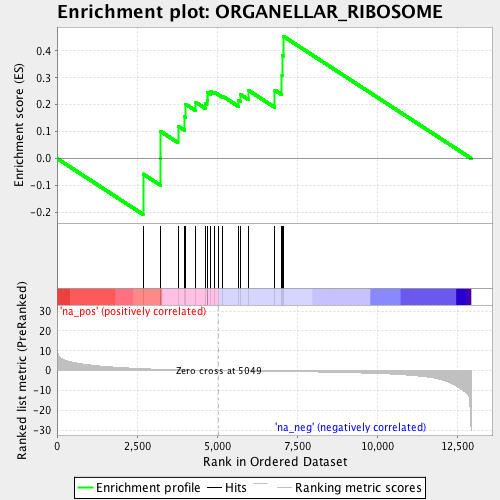 Enrichment plot: ORGANELLAR_RIBOSOME
Enrichment score (ES)
0.4
0.3
0.2
0.1
0.0
-0.1
-0.2
'na_pos' (positively correlated)
Zero cross at 5049
'na_neg' (negatively correlated)
Ranked list metric (PreRanked)
30
20
10
0
-10
-20
-30
0
2,500
5,000
7,500
10,000
12,500
Rank in Ordered Dataset
Enrichment profile
Hits
Ranking metric scores